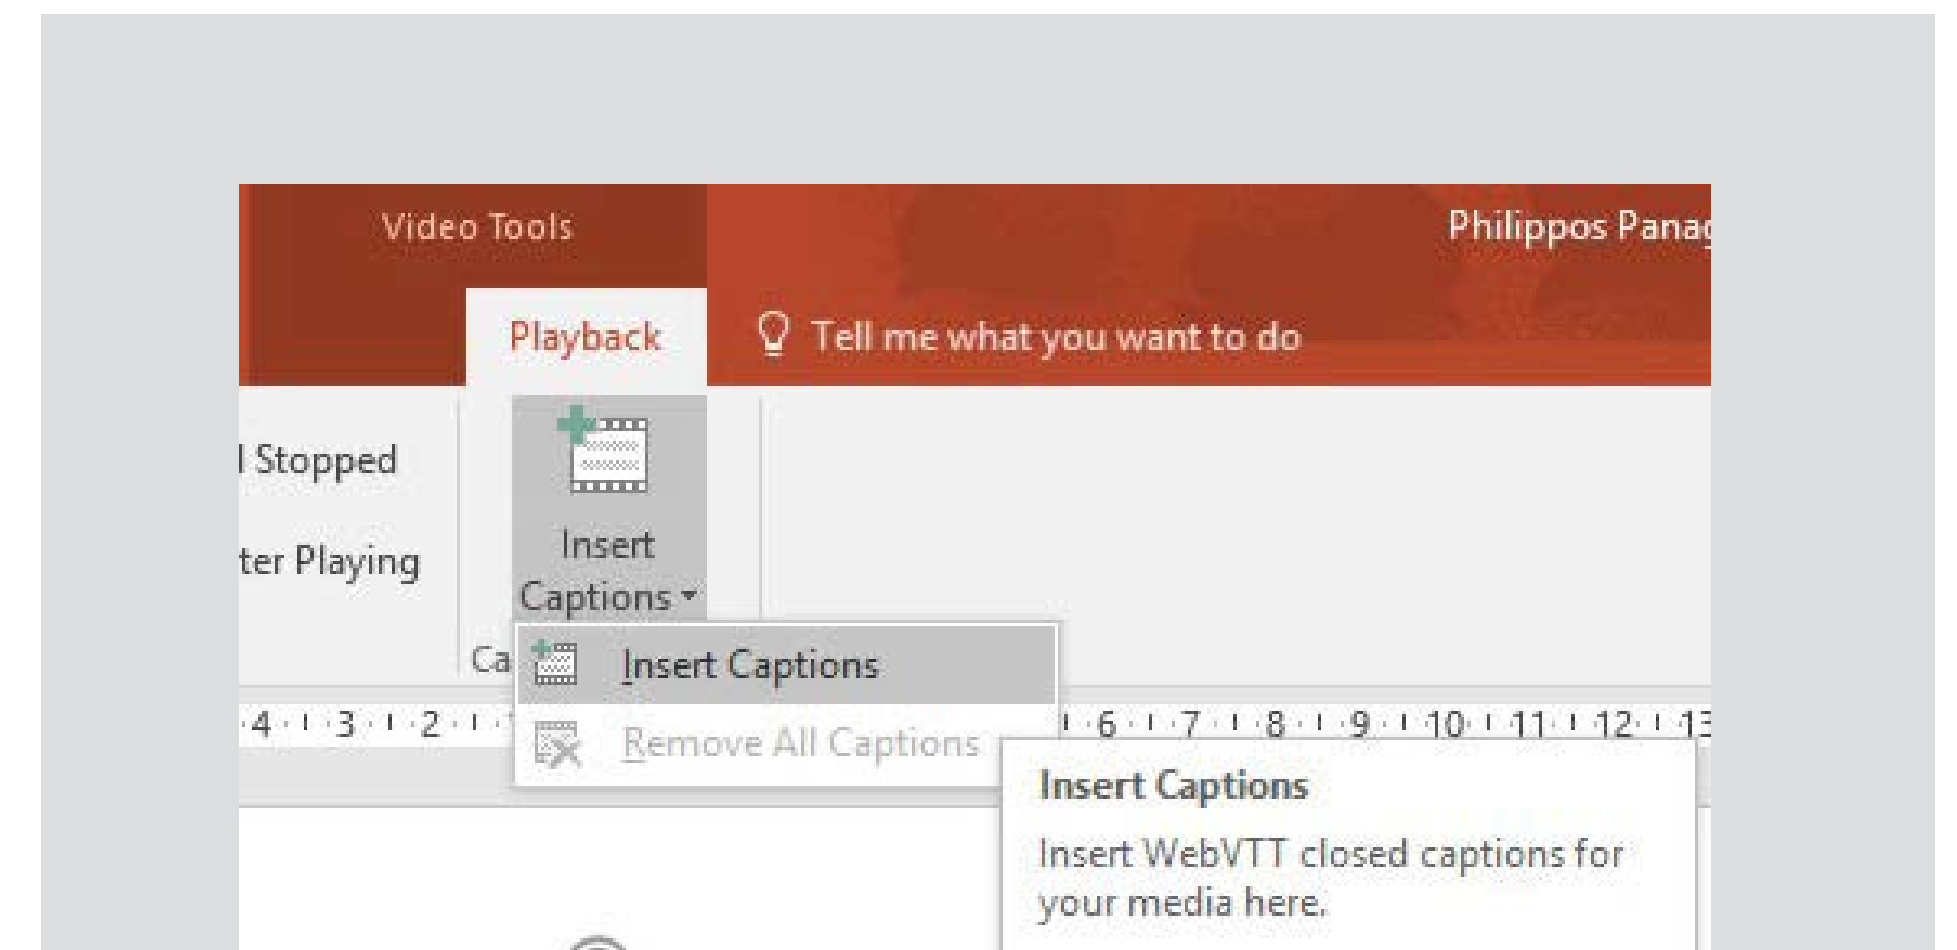 Video Tools
Philippos Panag
Playback
Tell me what you want to do
l Stopped
ter Playing
Insert
Captions
Ca
Insert Captions
Remove All Captions
·4·ı·3·ı·2·ı·
ı·6·ı·7·ı·8·ı·9·ı·10·ı·11·ı·12·ı·13
Insert Captions
Insert WebVTT closed captions for
your media here.